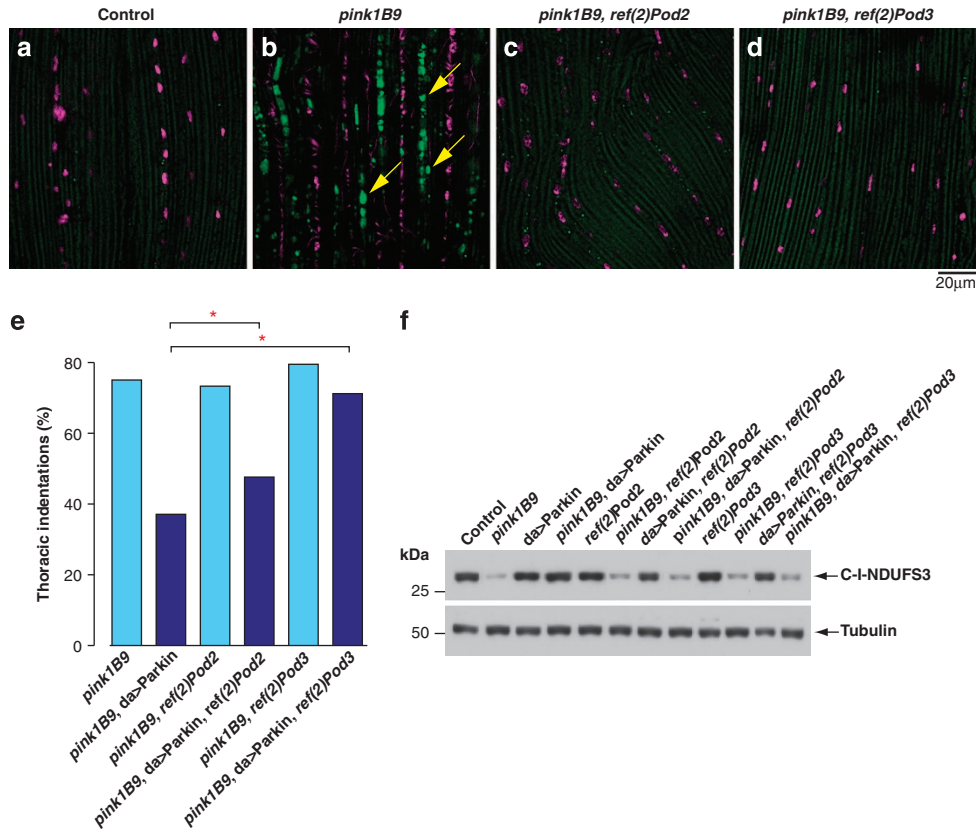 Control
pink1B9
pink1B9, ref(2)Pod2
pink1B9, ref(2)Pod3
a
b
c
d
20µm
e
*
*
Thoracic indentations (%)
80
60
40
20
0
pink1B9
pink1B9, da>Parkin
pink1B9, ref(2)Pod2
pink1B9, da>Parkin, ref(2)Pod2
pink1B9, ref(2)Pod3
pink1B9, da>Parkin, ref(2)Pod3
f
Control
pink1B9
da>Parkin
pink1B9, da>Parkin
ref(2)Pod2
pink1B9, ref(2)Pod2
da>Parkin, ref(2)Pod2
pink1B9, da>Parkin, ref(2)Pod2
ref(2)Pod3
pink1B9, ref(2)Pod3
da>Parkin, ref(2)Pod3
pink1B9, da>Parkin, ref(2)Pod3
kDa
25
C-I-NDUFS3
50
Tubulin